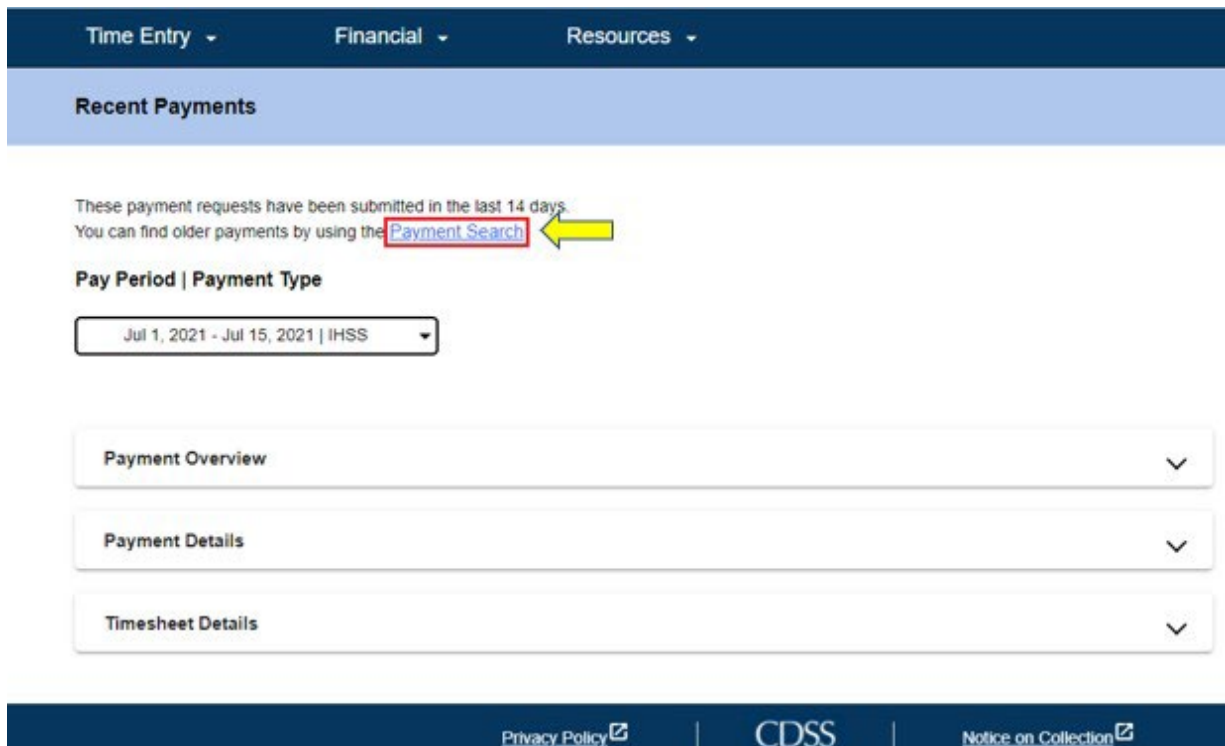 Time Entry Financial Resources
Recent Payments
These payment requests have been submitted in the last 14 days.
You can find older payments by using the Payment Search
Pay Period | Payment Type
Jul 1, 2021 - Jul 15, 2021 | IHSS
Payment Overview
Payment Details
Timesheet Details
Privacy Policy | CDSS | Notice on Collection